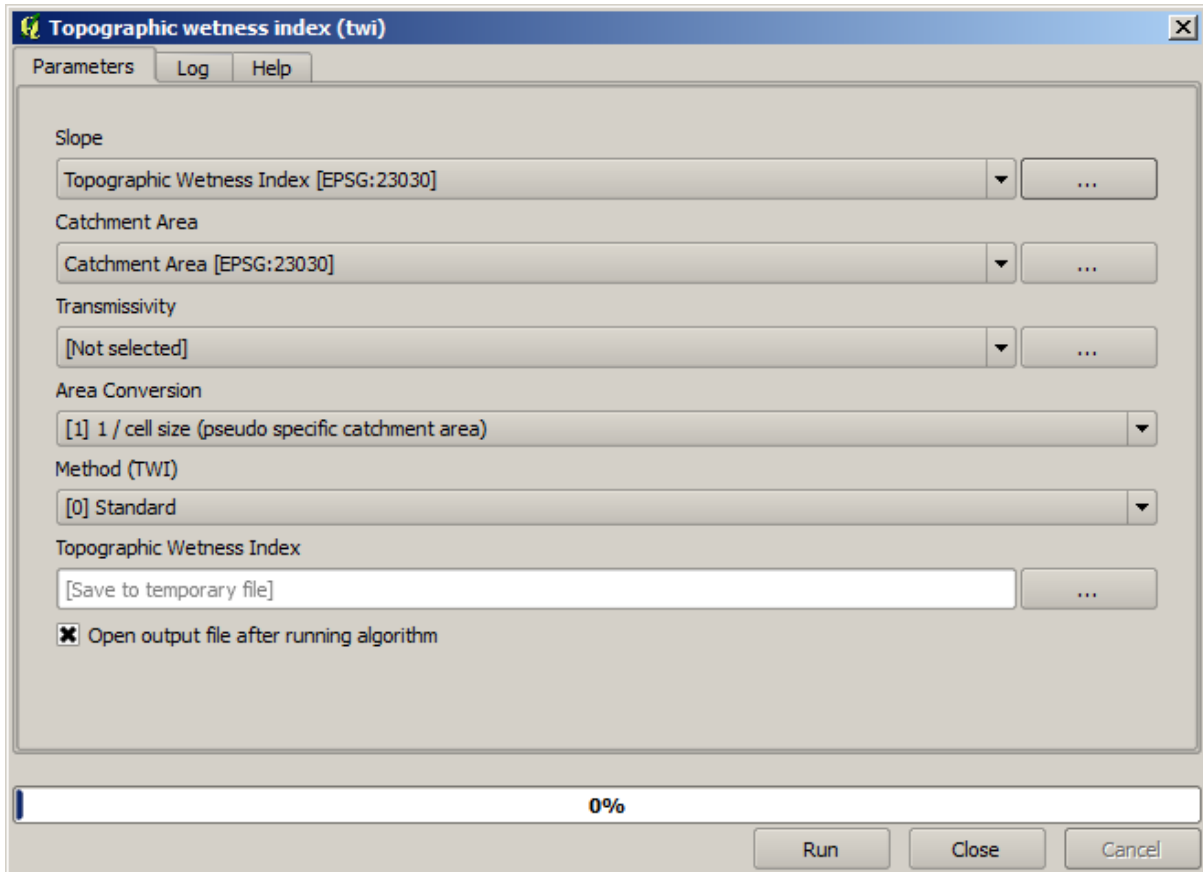 Topographic wetness index (twi)
Parameters Log Help
Slope
Topographic Wetness Index [EPSG:23030] ...
Catchment Area
Catchment Area [EPSG:23030] ...
Transmissivity
[Not selected] ...
Area Conversion
[1] 1 / cell size (pseudo specific catchment area)
Method (TWI)
[0] Standard
Topographic Wetness Index
[Save to temporary file] ...
Open output file after running algorithm
0%
Run Close Cancel